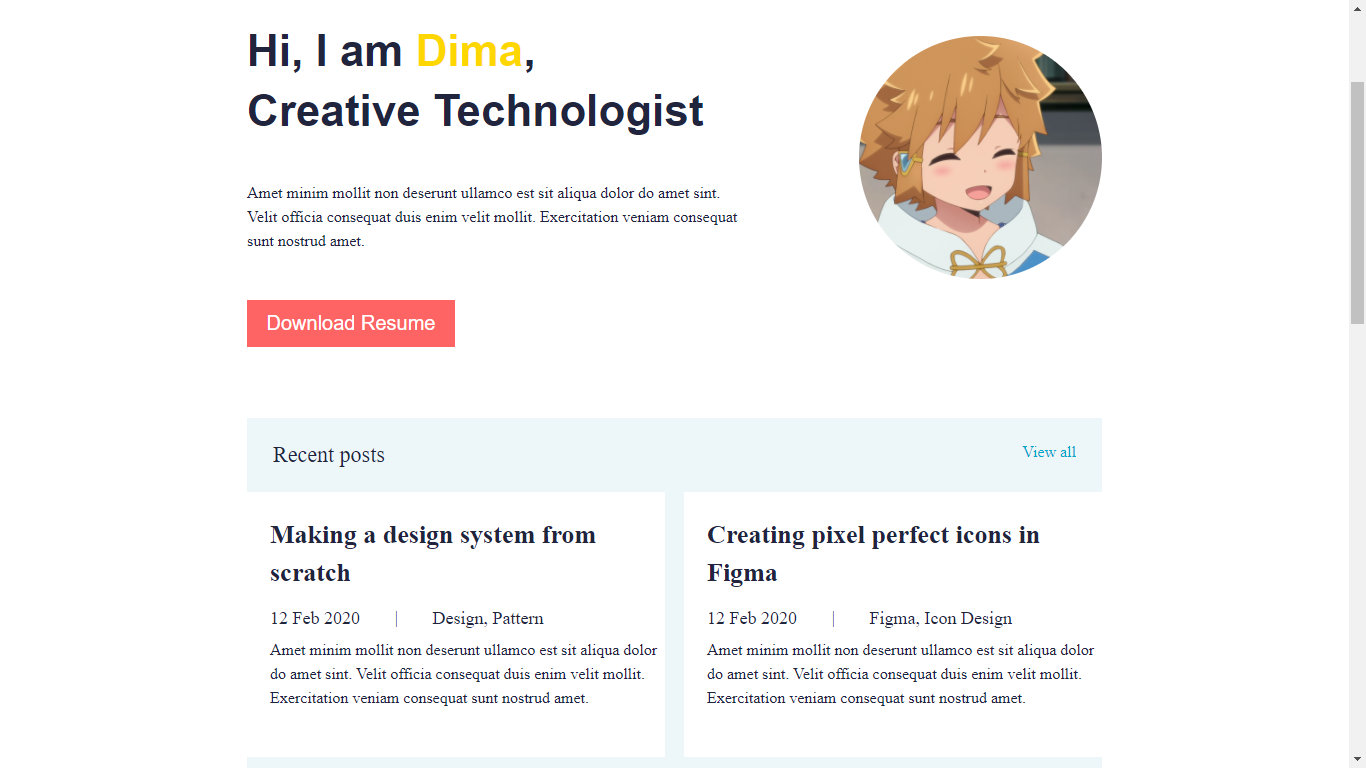 Hi, I am Dima,
Creative Technologist
Amet minim mollit non deserunt ullamco est sit aliqua dolor do amet sint.
Velit officia consequat duis enim velit mollit. Exercitation veniam consequat
sunt nostrud amet.
Download Resume
Recent posts
View all
Making a design system from
scratch
12 Feb 2020 | Design, Pattern
Amet minim mollit non deserunt ullamco est sit aliqua dolor
do amet sint. Velit officia consequat duis enim velit mollit.
Exercitation veniam consequat sunt nostrud amet.
Creating pixel perfect icons in
Figma
12 Feb 2020 | Figma, Icon Design
Amet minim mollit non deserunt ullamco est sit aliqua dolor
do amet sint. Velit officia consequat duis enim velit mollit.
Exercitation veniam consequat sunt nostrud amet.